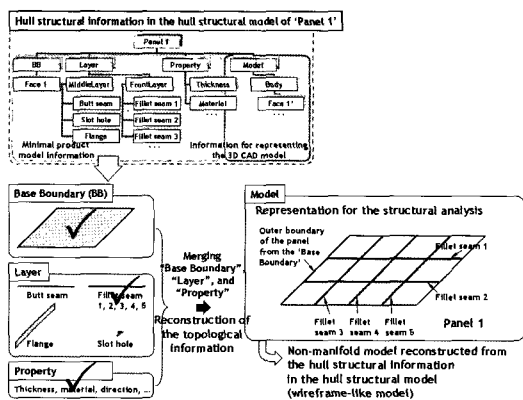 Hull structural information in the hull structural model of 'Panel 1'
Panel 1
BB
Layer
Property
Model
Face 1
MiddleLayer
FrontLayer
Thickness
Body
Butt seam
Fillet seam 1
Material
Face 1'
Slot hole
Fillet seam 2
...
...
Flange
Fillet seam 3
...
Minimal product
model information
Information for representing
the 3D CAD model
Base Boundary (BB)
Layer
Butt seam
Fillet seam
1, 2, 3, 4, 5
Flange
Slot hole
Property
Thickness, material, direction, ...
Merging
"Base Boundary",
"Layer", and
"Property"
Reconstruction of
the topological
information
Model
Representation for the structural analysis
Outer boundary
of the panel
from the 'Base
Boundary'
Fillet seam 1
Fillet seam 2
Fillet
seam 3
Fillet
seam 4
Fillet
seam 5
Panel 1
Non-manifold model reconstructed from
the hull structural information
in the hull structural model
(wireframe-like model)